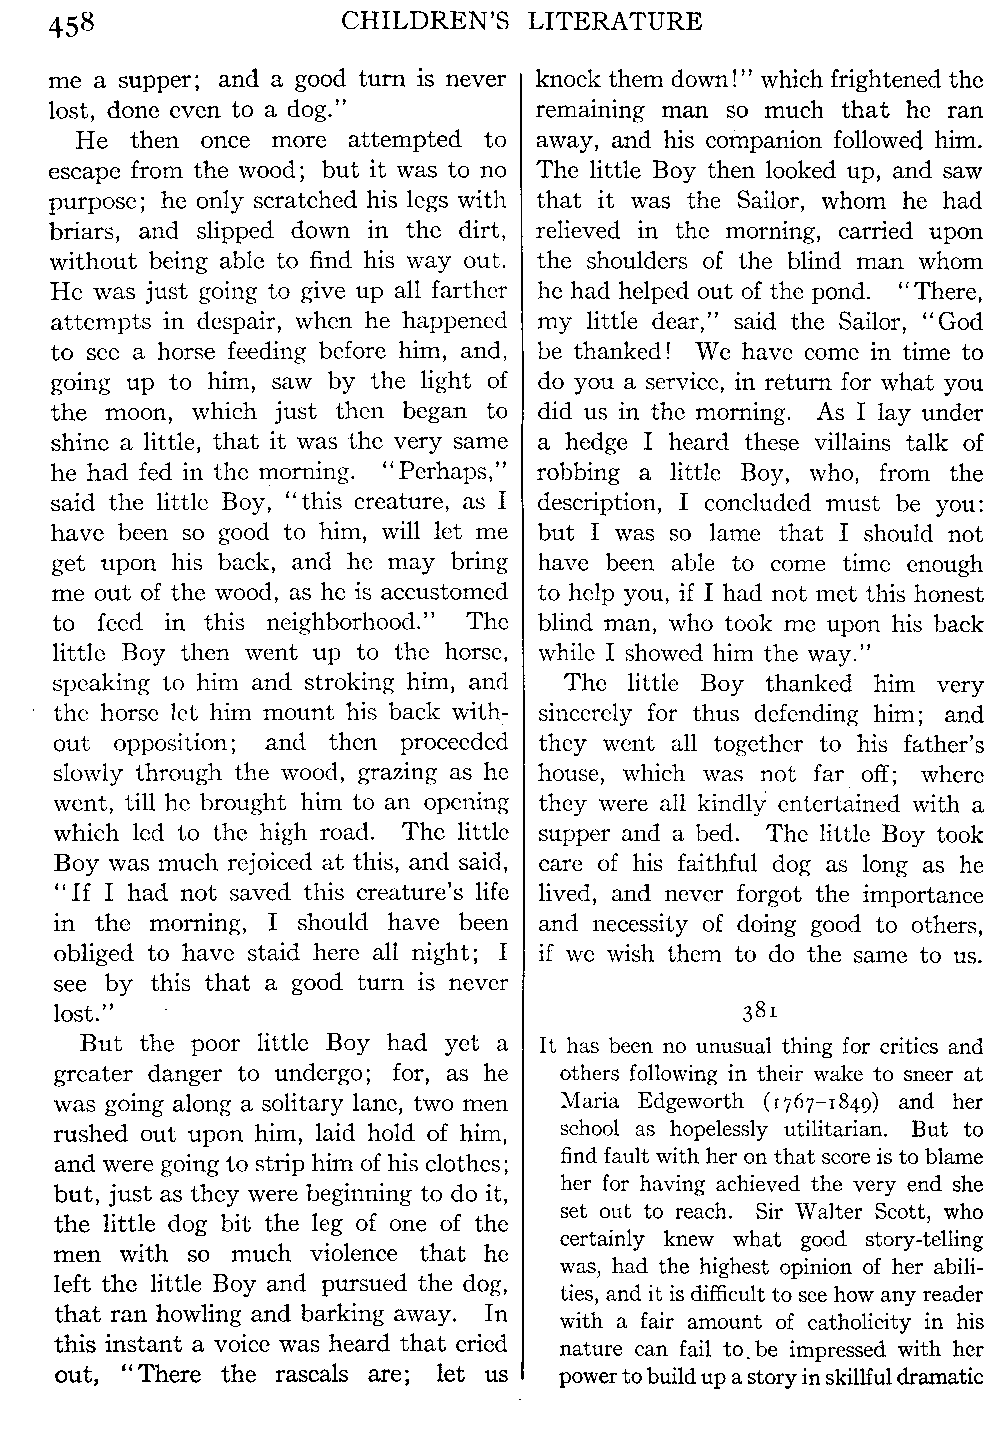 458
CHILDREN'S LITERATURE
me a supper; and a good turn is never
lost, done even to a dog."
He then once more attempted to
escape from the wood; but it was to no
purpose; he only scratched his legs with
briars, and slipped down in the dirt,
without being able to find his way out.
He was just going to give up all farther
attempts in despair, when he happened
to see a horse feeding before him, and,
going up to him, saw by the light of
the moon, which just then began to
shine a little, that it was the very same
he had fed in the morning. "Perhaps,"
said the little Boy, "this creature, as I
have been so good to him, will let me
get upon his back, and he may bring
me out of the wood, as he is accustomed
to feed in this neighborhood." The
little Boy then went up to the horse,
speaking to him and stroking him, and
the horse let him mount his back with-
out opposition; and then proceeded
slowly through the wood, grazing as he
went, till he brought him to an opening
which led to the high road. The little
Boy was much rejoiced at this, and said,
"If I had not saved this creature's life
in the morning, I should have been
obliged to have staid here all night; I
see by this that a good turn is never
lost."
But the poor little Boy had yet a
greater danger to undergo; for, as he
was going along a solitary lane, two men
rushed out upon him, laid hold of him,
and were going to strip him of his clothes;
but, just as they were beginning to do it,
the little dog bit the leg of one of the
men with so much violence that he
left the little Boy and pursued the dog,
that ran howling and barking away. In
this instant a voice was heard that cried
out, "There the rascals are; let us
knock them down!" which frightened the
remaining man so much that he ran
away, and his companion followed him.
The little Boy then looked up, and saw
that it was the Sailor, whom he had
relieved in the morning, carried upon
the shoulders of the blind man whom
he had helped out of the pond. "There,
my little dear," said the Sailor, "God
be thanked! We have come in time to
do you a service, in return for what you
did us in the morning. As I lay under
a hedge I heard these villains talk of
robbing a little Boy, who, from the
description, I concluded must be you:
but I was so lame that I should not
have been able to come time enough
to help you, if I had not met this honest
blind man, who took me upon his back
while I showed him the way."
The little Boy thanked him very
sincerely for thus defending him; and
they went all together to his father's
house, which was not far off; where
they were all kindly entertained with a
supper and a bed. The little Boy took
care of his faithful dog as long as he
lived, and never forgot the importance
and necessity of doing good to others,
if we wish them to do the same to us.
381
It has been no unusual thing for critics and
others following in their wake to sneer at
Maria Edgeworth (1767–1849) and her
school as hopelessly utilitarian. But to
find fault with her on that score is to blame
her for having achieved the very end she
set out to reach. Sir Walter Scott, who
certainly knew what good story-telling
was, had the highest opinion of her abili-
ties, and it is difficult to see how any reader
with a fair amount of catholicity in his
nature can fail to be impressed with her
power to build up a story in skillful dramatic